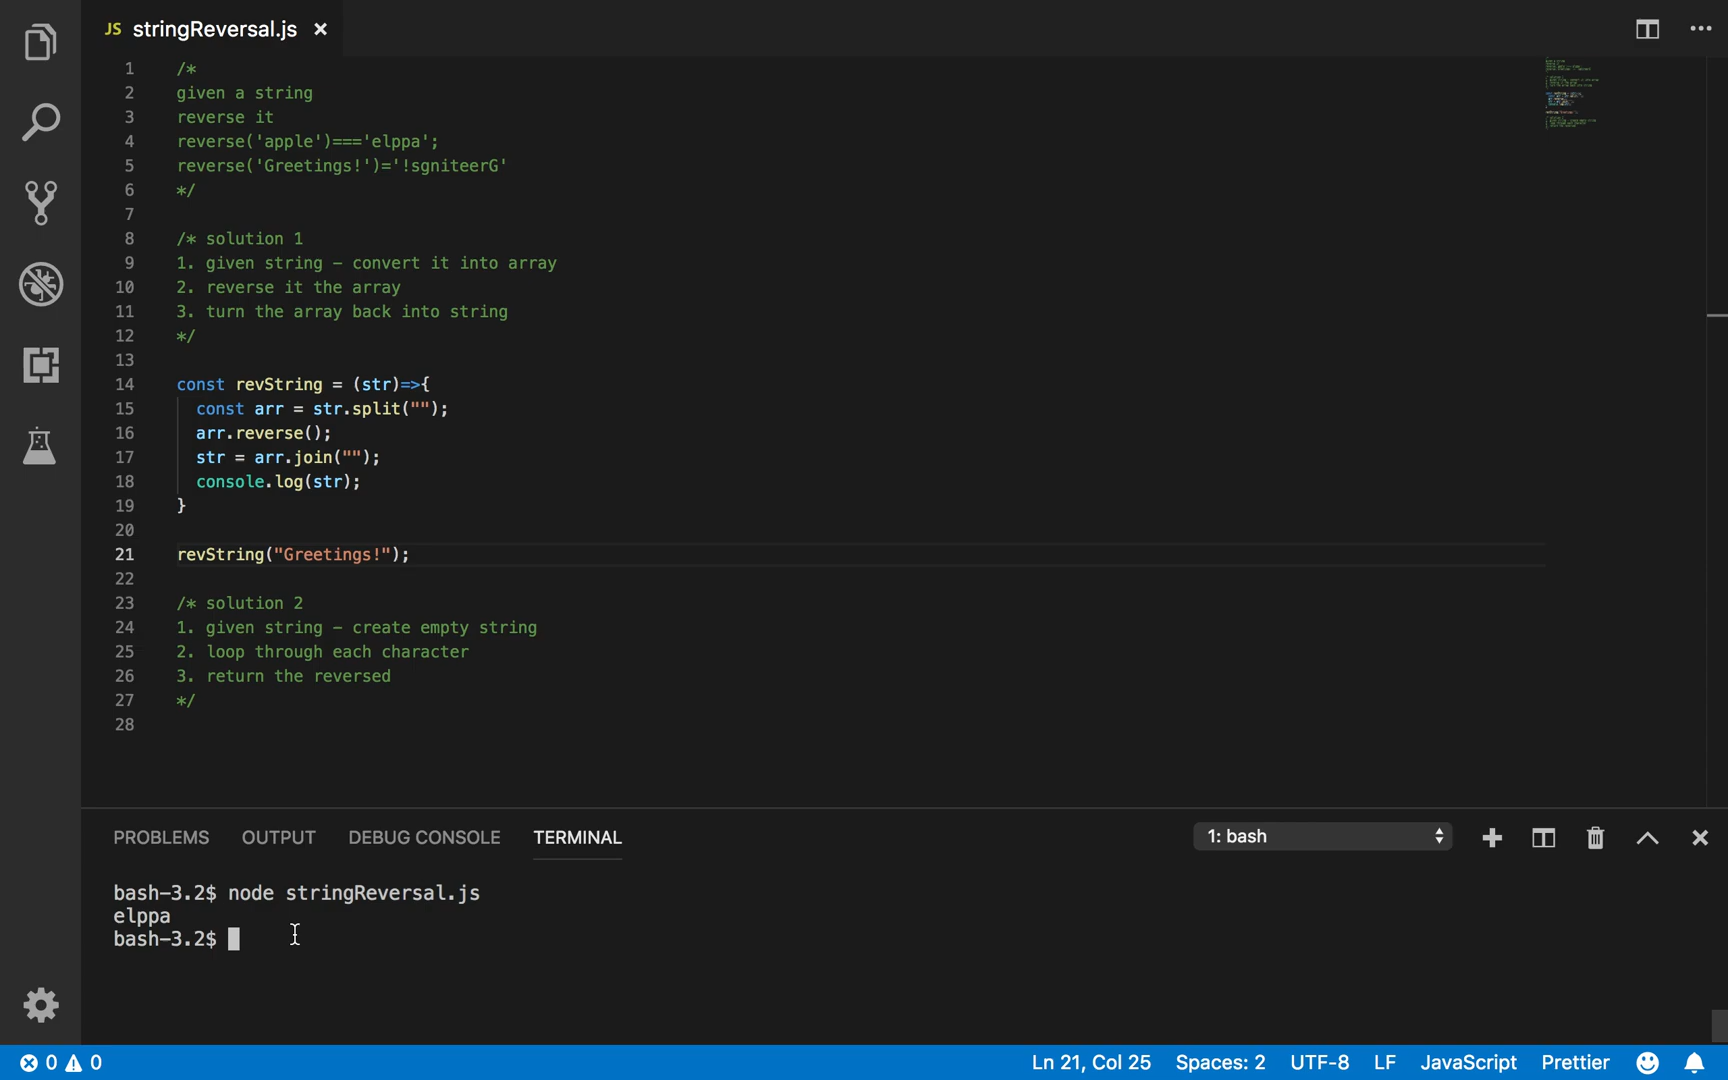 JS stringReversal.js ×
1 /*
2 given a string
3 reverse it
4 reverse('apple')==='elppa';
5 reverse('Greetings!')='!sgniteerG'
6 */
7
8 /* solution 1
9 1. given string – convert it into array
10 2. reverse it the array
11 3. turn the array back into string
12 */
13
14 const revString = (str)=>{
15 const arr = str.split("");
16 arr.reverse();
17 str = arr.join("");
18 console.log(str);
19 }
20
21 revString("Greetings!");
22
23 /* solution 2
24 1. given string – create empty string
25 2. loop through each character
26 3. return the reversed
27 */
28
PROBLEMS OUTPUT DEBUG CONSOLE TERMINAL 1: bash
bash-3.2$ node stringReversal.js
elppa
bash-3.2$
0 0 Ln 21, Col 25 Spaces: 2 UTF-8 LF JavaScript Prettier